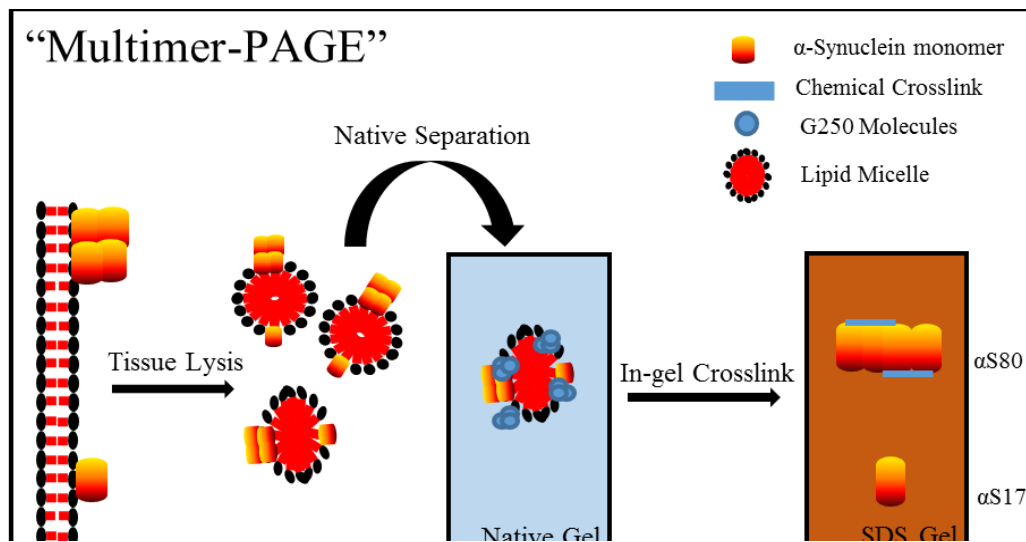 “Multimer-PAGE”
α-Synuclein monomer
Chemical Crosslink
G250 Molecules
Lipid Micelle
Native Separation
Tissue Lysis
In-gel Crosslink
αS80
αS17
Native Gel
SDS Gel